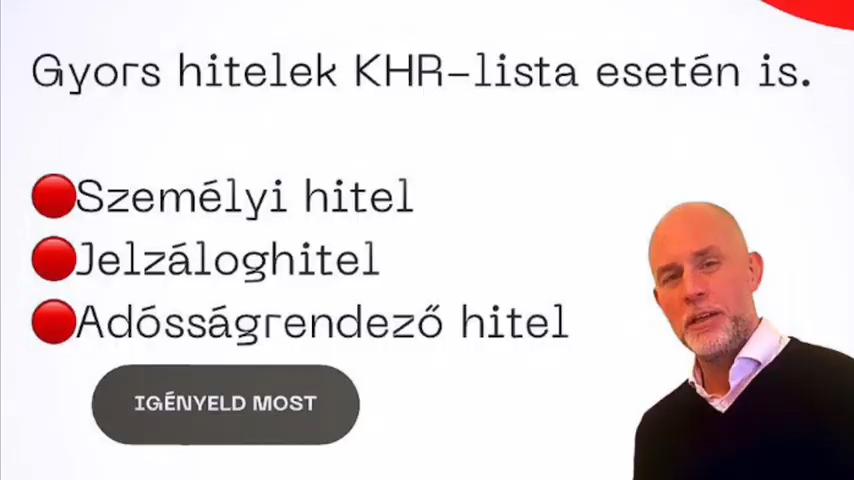 Gyors hitelek KHR-lista esetén is.
Személyi hitel
Jelzáloghitel
Adósságrendező hitel
IGÉNYELD MOST